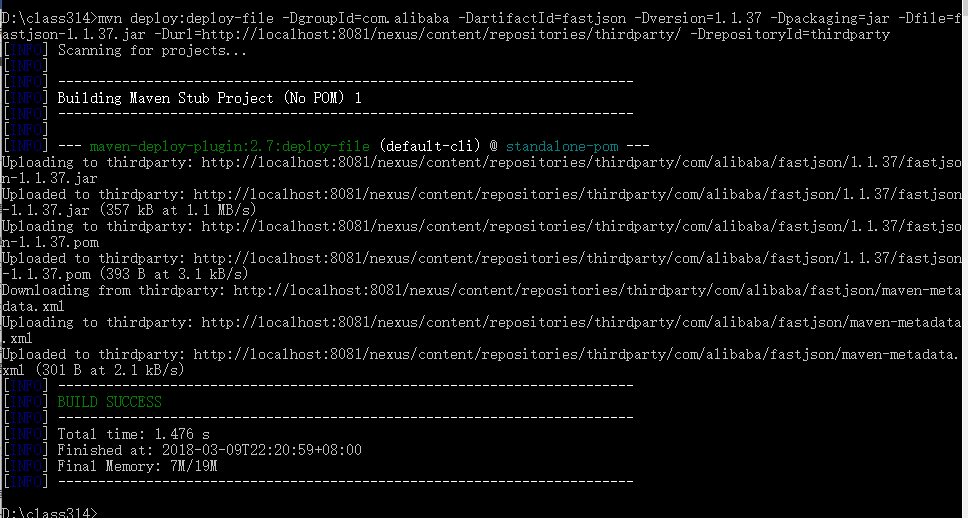 D:\class314>mvn deploy:deploy-file -DgroupId=com.alibaba -DartifactId=fastjson -Dversion=1.1.37 -Dpackaging=jar -Dfile=f
astjson-1.1.37.jar -Durl=http://localhost:8081/nexus/content/repositories/thirdparty/ -DrepositoryId=thirdparty
[INFO] Scanning for projects...
[INFO]
[INFO] ------------------------------------------------------------------------
[INFO] Building Maven Stub Project (No POM) 1
[INFO] ------------------------------------------------------------------------
[INFO]
[INFO] --- maven-deploy-plugin:2.7:deploy-file (default-cli) @ standalone-pom ---
Uploading to thirdparty: http://localhost:8081/nexus/content/repositories/thirdparty/com/alibaba/fastjson/1.1.37/fastjso
n-1.1.37.jar
Uploaded to thirdparty: http://localhost:8081/nexus/content/repositories/thirdparty/com/alibaba/fastjson/1.1.37/fastjson
-1.1.37.jar (357 kB at 1.1 MB/s)
Uploading to thirdparty: http://localhost:8081/nexus/content/repositories/thirdparty/com/alibaba/fastjson/1.1.37/fastjso
n-1.1.37.pom
Uploaded to thirdparty: http://localhost:8081/nexus/content/repositories/thirdparty/com/alibaba/fastjson/1.1.37/fastjson
-1.1.37.pom (393 B at 3.1 kB/s)
Downloading from thirdparty: http://localhost:8081/nexus/content/repositories/thirdparty/com/alibaba/fastjson/maven-meta
data.xml
Uploading to thirdparty: http://localhost:8081/nexus/content/repositories/thirdparty/com/alibaba/fastjson/maven-metadata
.xml
Uploaded to thirdparty: http://localhost:8081/nexus/content/repositories/thirdparty/com/alibaba/fastjson/maven-metadata.
xml (301 B at 2.1 kB/s)
[INFO] ------------------------------------------------------------------------
[INFO] BUILD SUCCESS
[INFO] ------------------------------------------------------------------------
[INFO] Total time: 1.476 s
[INFO] Finished at: 2018-03-09T22:20:59+08:00
[INFO] Final Memory: 7M/19M
[INFO] ------------------------------------------------------------------------
D:\class314>